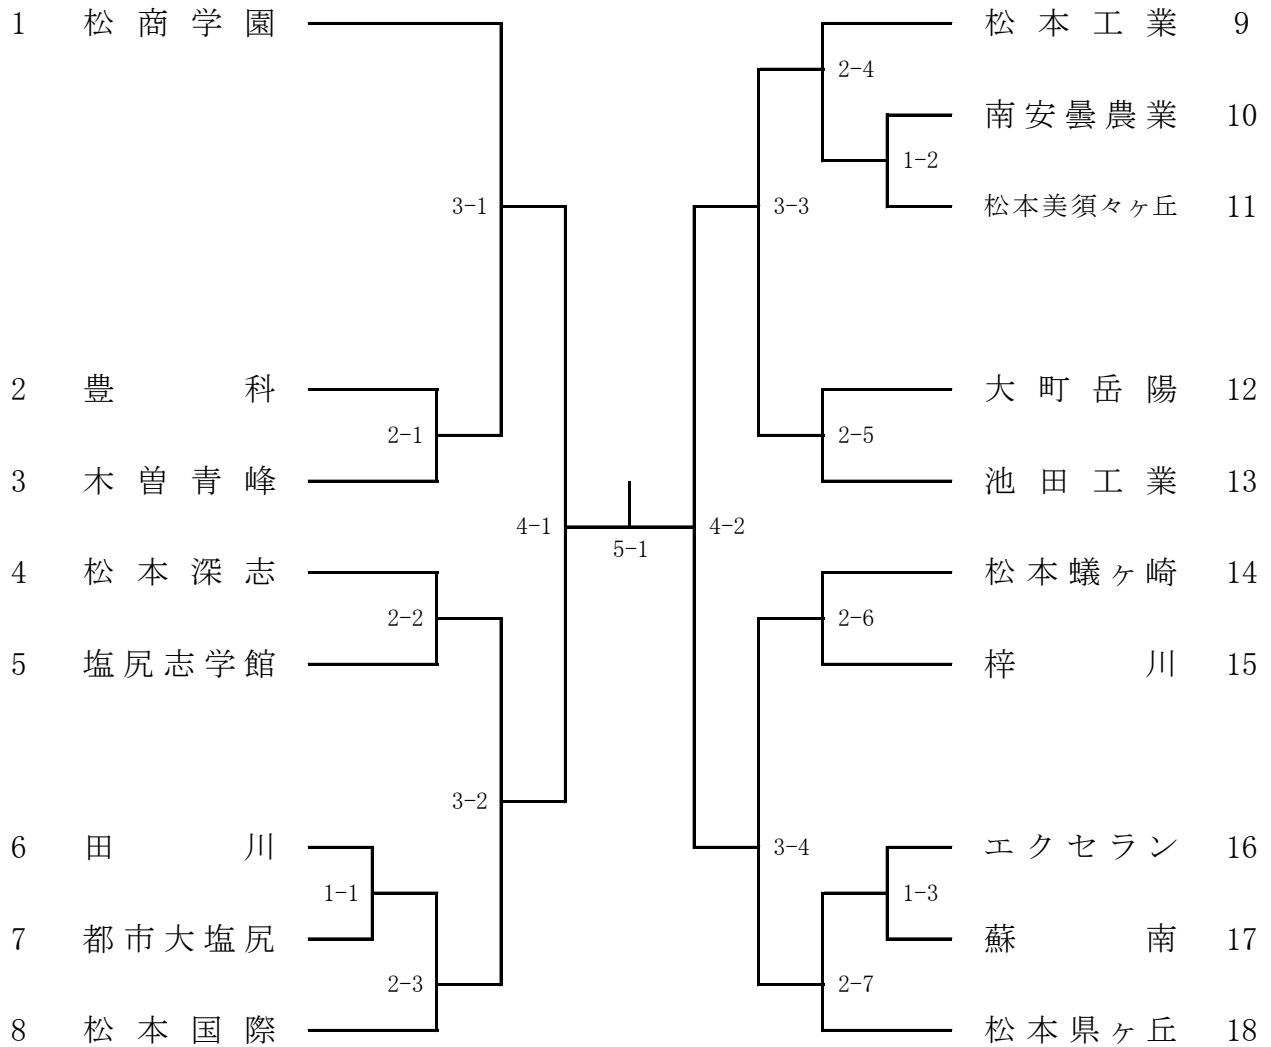 1 松商学園
2 豊科
3 木曽青峰
4 松本深志
5 塩尻志学館
6 田川
7 都市大塩尻
8 松本国際
3-1
2-1
4-1
2-2
3-2
1-1
2-3
5-1
2-4
1-2
3-3
2-5
4-2
2-6
3-4
1-3
2-7
松本工業 9
南安曇農業 10
松本美須々ヶ丘 11
大町岳陽 12
池田工業 13
松本蟻ヶ崎 14
梓川 15
エクセラン 16
蘇南 17
松本県ヶ丘 18